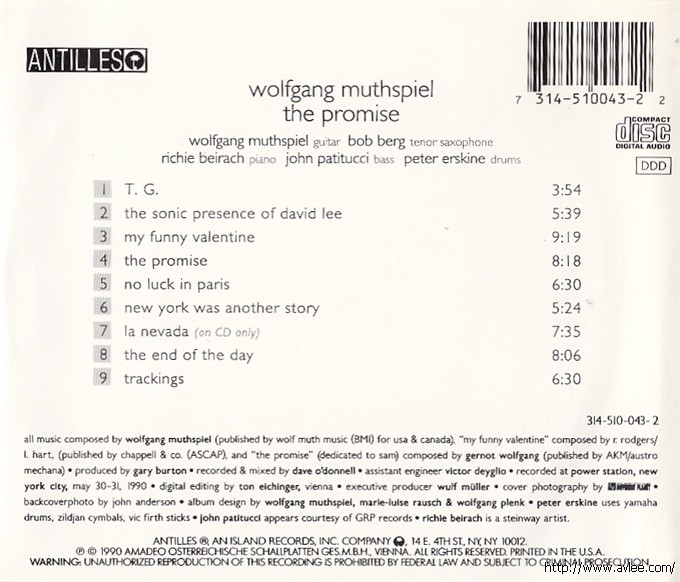 ANTILLES
7 314-510043-2 2
wolfgang muthspiel
the promise
COMPACT
disc
DIGITAL AUDIO
DDD
wolfgang muthspiel guitar bob berg tenor saxophone
richie beirach piano john patitucci bass peter erskine drums
1 T. G. 3:54
2 the sonic presence of david lee 5:39
3 my funny valentine 9:19
4 the promise 8:18
5 no luck in paris 6:30
6 new york was another story 5:24
7 la nevada (on CD only) 7:35
8 the end of the day 8:06
9 trackings 6:30
314-510-043-2
all music composed by wolfgang muthspiel (published by wolf muth music (BMI) for usa & canada), "my funny valentine" composed by r. rodgers/
l. hart, (published by chappell & co. (ASCAP), and "the promise" (dedicated to sam) composed by gernot wolfgang (published by AKM/austro
mechana) • produced by gary burton • recorded & mixed by dave o'donnell • assistant engineer victor deyglio • recorded at power station, new
york city, may 30-31, 1990 • digital editing by ton eichinger, vienna • executive producer wulf müller • cover photography by
• backcoverphoto by john anderson • album design by wolfgang muthspiel, marie-luise rausch & wolfgang plenk • peter erskine uses yamaha
drums, zildjan cymbals, vic firth sticks • john patitucci appears courtesy of GRP records • richie beirach is a steinway artist.
ANTILLES ®, AN ISLAND RECORDS, INC. COMPANY, 14 E. 4TH ST., NY, NY 10012.
℗ © 1990 AMADEO OSTERREICHISCHE SCHALLPLATTEN GES.M.B.H., VIENNA. ALL RIGHTS RESERVED. PRINTED IN THE U.S.A.
WARNING: UNAUTHORIZED REPRODUCTION OF THIS RECORDING IS PROHIBITED BY FEDERAL LAW AND SUBJECT TO CRIMINAL PROSECUTION.
http://www.avlee.com/